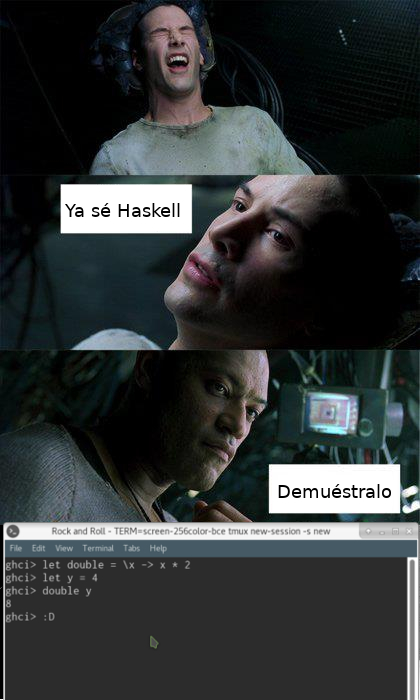 Ya sé Haskell
Demuéstralo
Rock and Roll - TERM=screen-256color-bce tmux new-session -s new
File Edit View Terminal Tabs Help
ghci> let double = \x -> x * 2
ghci> let y = 4
ghci> double y
8
ghci> :D